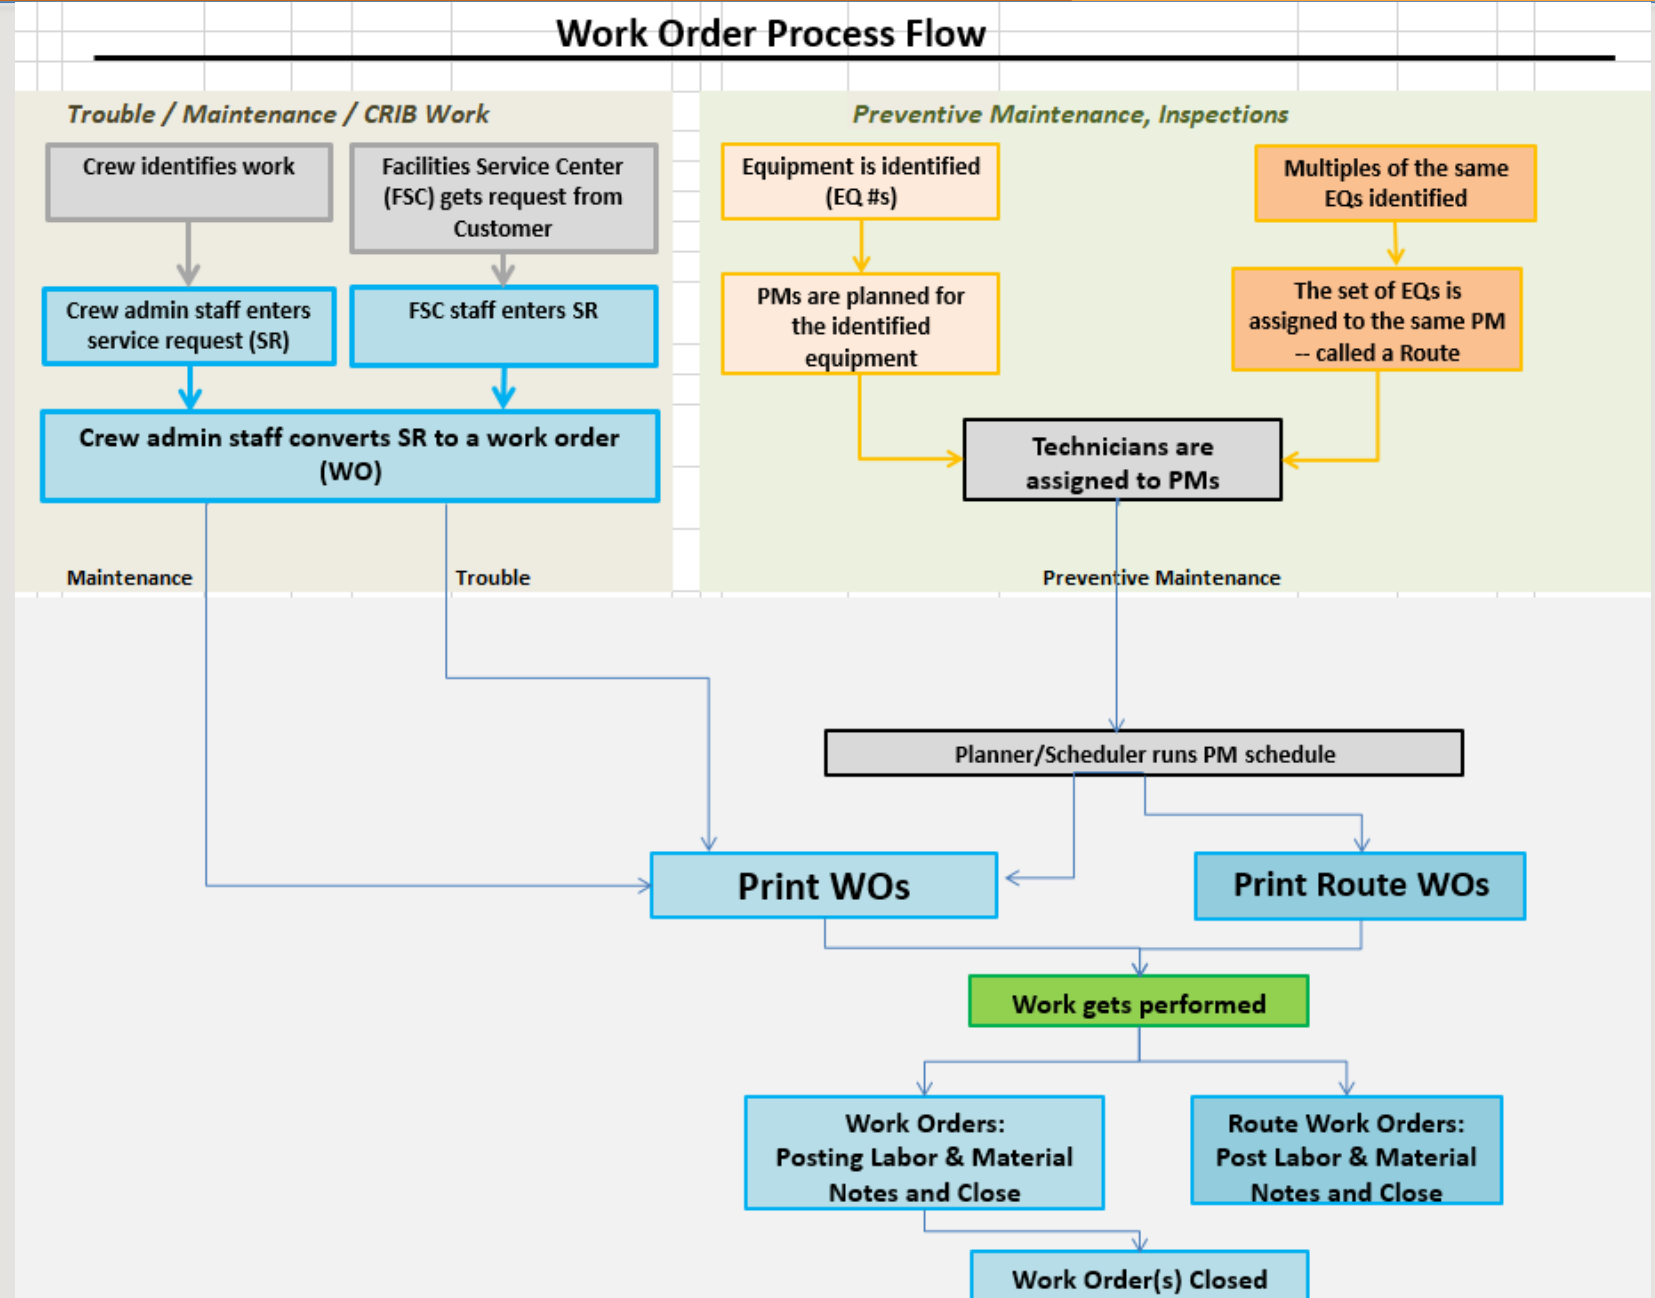 Work Order Process Flow
Trouble / Maintenance / CRIB Work
Crew identifies work
Facilities Service Center
(FSC) gets request from
Customer
Crew admin staff enters
service request (SR)
FSC staff enters SR
Crew admin staff converts SR to a work order
(WO)
Maintenance
Trouble
Preventive Maintenance, Inspections
Equipment is identified
(EQ #s)
Multiples of the same
EQs identified
PMs are planned for
the identified
equipment
The set of EQs is
assigned to the same PM
-- called a Route
Technicians are
assigned to PMs
Preventive Maintenance
Planner/Scheduler runs PM schedule
Print WOs
Print Route WOs
Work gets performed
Work Orders:
Posting Labor & Material
Notes and Close
Route Work Orders:
Post Labor & Material
Notes and Close
Work Order(s) Closed